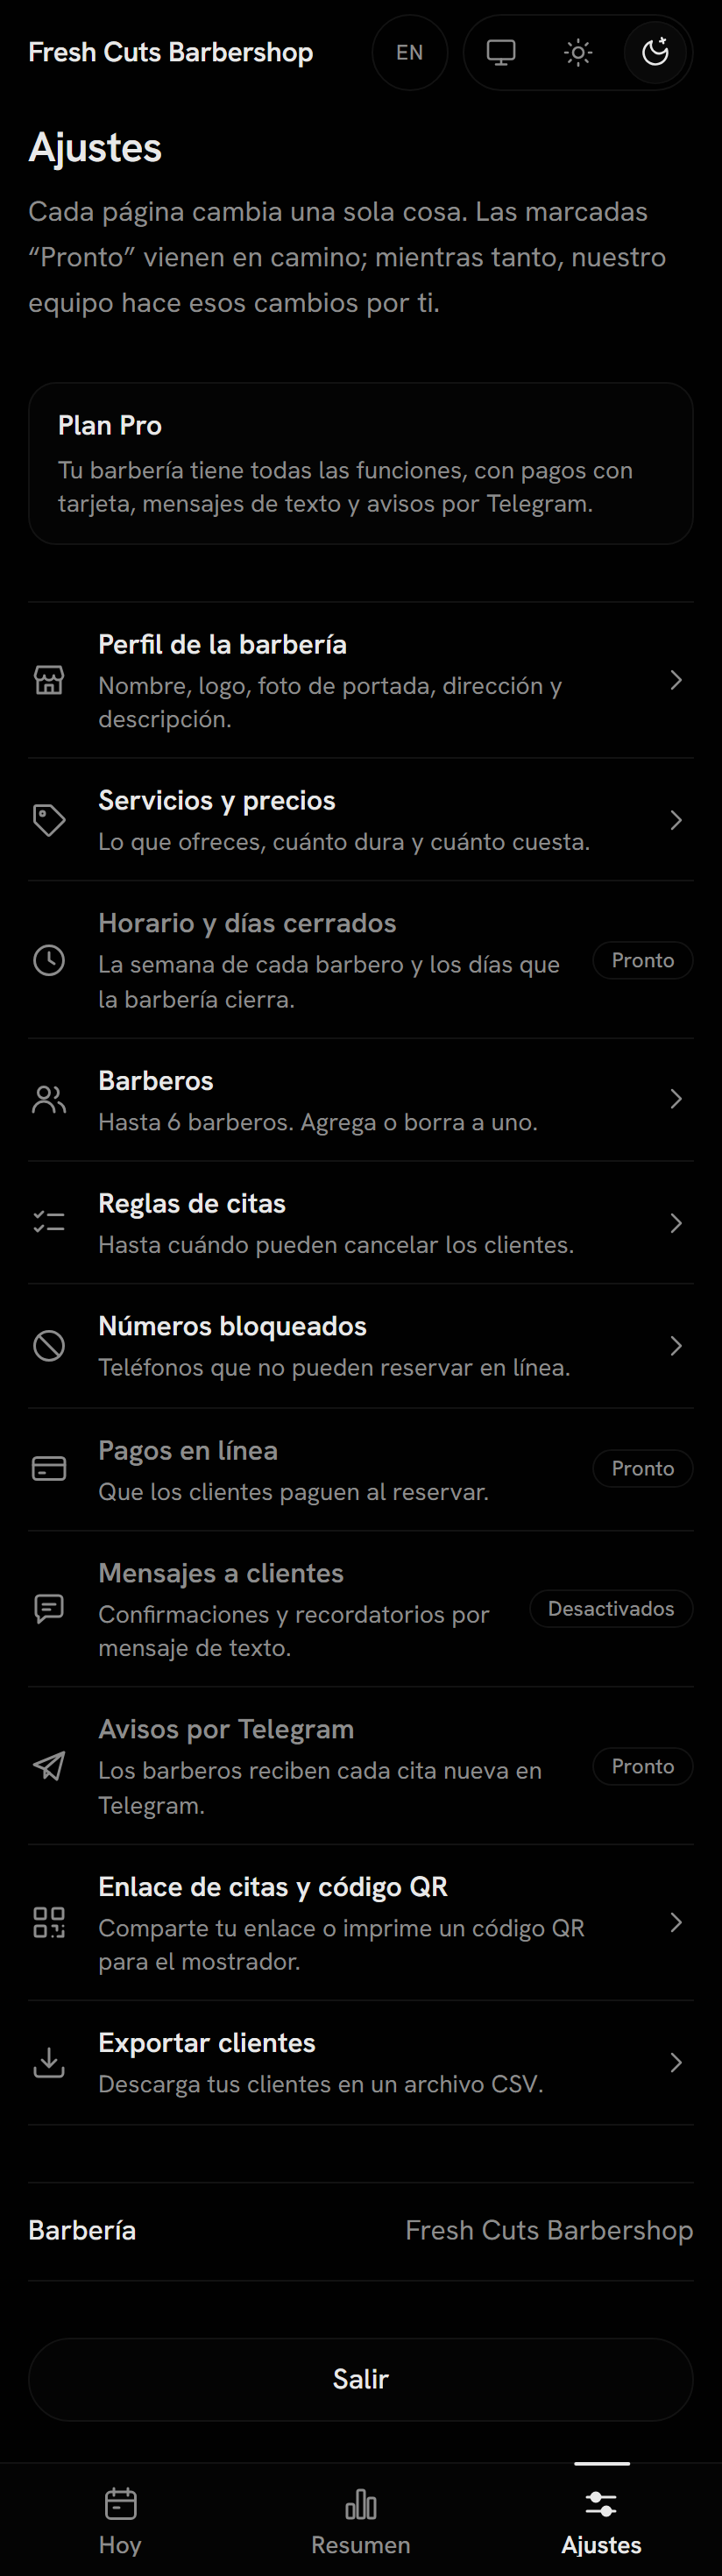 Fresh Cuts Barbershop
EN
Ajustes
Cada página cambia una sola cosa. Las marcadas
“Pronto” vienen en camino; mientras tanto, nuestro
equipo hace esos cambios por ti.
Plan Pro
Tu barbería tiene todas las funciones, con pagos con
tarjeta, mensajes de texto y avisos por Telegram.
Perfil de la barbería
Nombre, logo, foto de portada, dirección y
descripción.
Servicios y precios
Lo que ofreces, cuánto dura y cuánto cuesta.
Horario y días cerrados
La semana de cada barbero y los días que
la barbería cierra.
Pronto
Barberos
Hasta 6 barberos. Agrega o borra a uno.
Reglas de citas
Hasta cuándo pueden cancelar los clientes.
Números bloqueados
Teléfonos que no pueden reservar en línea.
Pagos en línea
Que los clientes paguen al reservar.
Pronto
Mensajes a clientes
Confirmaciones y recordatorios por
mensaje de texto.
Desactivados
Avisos por Telegram
Los barberos reciben cada cita nueva en
Telegram.
Pronto
Enlace de citas y código QR
Comparte tu enlace o imprime un código QR
para el mostrador.
Exportar clientes
Descarga tus clientes en un archivo CSV.
Barbería
Fresh Cuts Barbershop
Salir
Hoy
Resumen
Ajustes